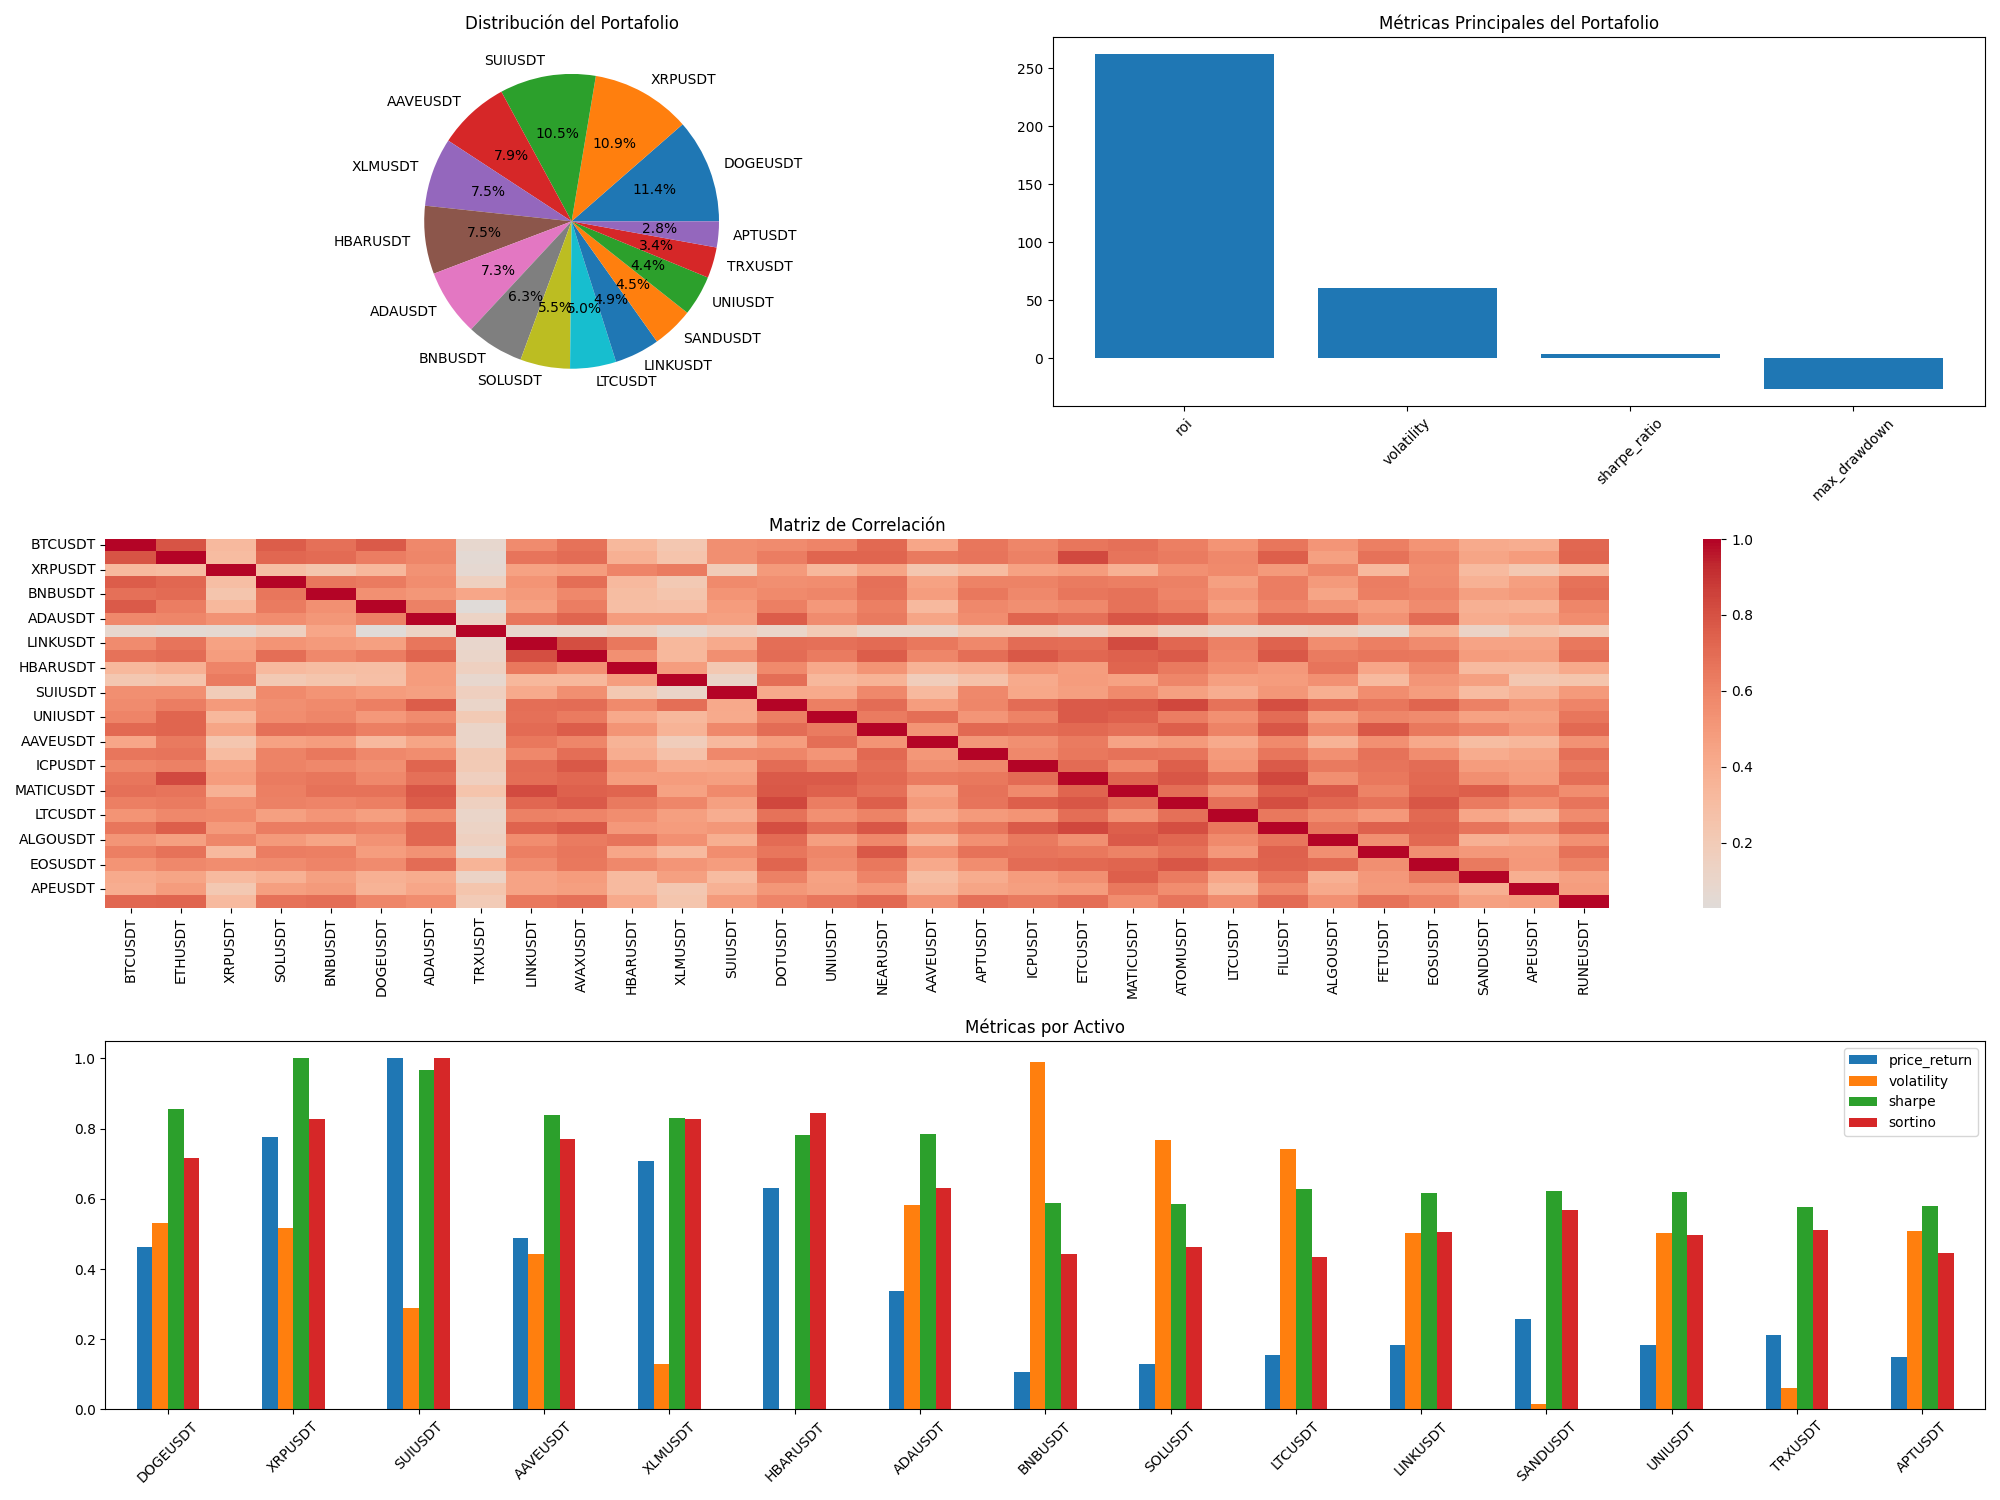 Distribución del Portafolio
SUIUSDT
XRPUSDT
AAVEUSDT
DOGEUSDT
XLMUSDT
HBARUSDT
APTUSDT
TRXUSDT
ADAUSDT
UNIUSDT
SANDUSDT
BNBUSDT
LINKUSDT
SOLUSDT
LTCUSDT
10.5%
10.9%
7.9%
11.4%
7.5%
7.5%
2.8%
3.4%
7.3%
4.4%
4.5%
6.3%
4.9%
5.5%
5.0%
Métricas Principales del Portafolio
250
200
150
100
50
0
roi
volatility
sharpe_ratio
max_drawdown
Matriz de Correlación
BTCUSDT
XRPUSDT
BNBUSDT
ADAUSDT
LINKUSDT
HBARUSDT
SUIUSDT
UNIUSDT
AAVEUSDT
ICPUSDT
MATICUSDT
LTCUSDT
ALGOUSDT
EOSUSDT
APEUSDT
BTCUSDT
ETHUSDT
XRPUSDT
SOLUSDT
BNBUSDT
DOGEUSDT
ADAUSDT
TRXUSDT
LINKUSDT
AVAXUSDT
HBARUSDT
XLMUSDT
SUIUSDT
DOTUSDT
UNIUSDT
NEARUSDT
AAVEUSDT
APTUSDT
ICPUSDT
ETCUSDT
MATICUSDT
ATOMUSDT
LTCUSDT
FILUSDT
ALGOUSDT
FETUSDT
EOSUSDT
SANDUSDT
APEUSDT
RUNEUSDT
1.0
0.8
0.6
0.4
0.2
Métricas por Activo
1.0
0.8
0.6
0.4
0.2
0.0
price_return
volatility
sharpe
sortino
DOGEUSDT
XRPUSDT
SUIUSDT
AAVEUSDT
XLMUSDT
HBARUSDT
ADAUSDT
BNBUSDT
SOLUSDT
LTCUSDT
LINKUSDT
SANDUSDT
UNIUSDT
TRXUSDT
APTUSDT